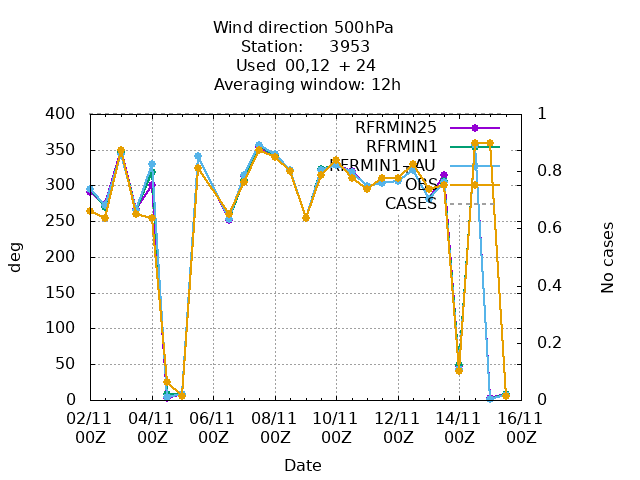 Wind direction 500hPa
Station: 3953
Used 00,12 + 24
Averaging window: 12h
400 1
RFRMIN25
350 RFRMIN1
RFRMIN1-AU 0.8
300 OBS
CASES
250 0.6
deg 200 No cases
150 0.4
100 0.2
50
0 0
02/11 04/11 06/11 08/11 10/11 12/11 14/11 16/11
00Z 00Z 00Z 00Z 00Z 00Z 00Z 00Z
Date